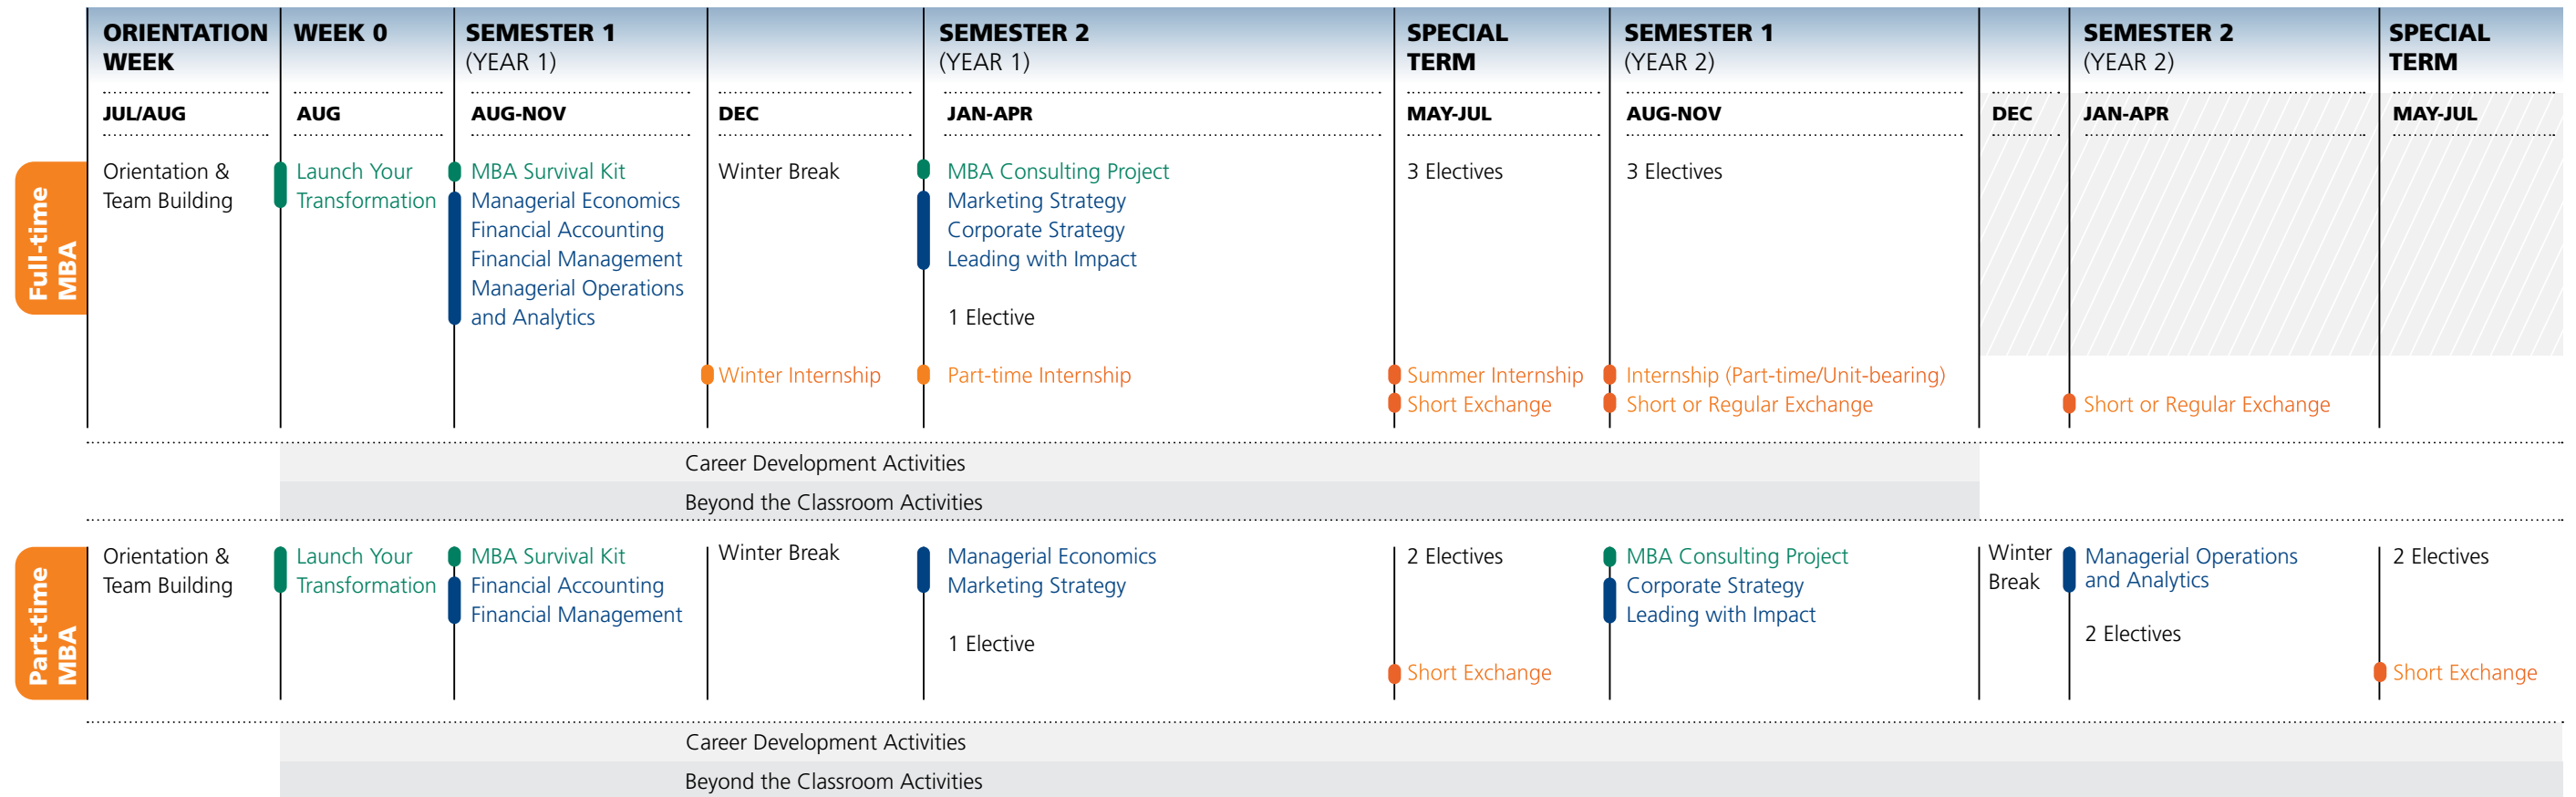 ORIENTATION
WEEK
WEEK 0
SEMESTER 1
(YEAR 1)
SEMESTER 2
(YEAR 1)
SPECIAL
TERM
SEMESTER 1
(YEAR 2)
SEMESTER 2
(YEAR 2)
SPECIAL
TERM
JUL/AUG
AUG
AUG-NOV
DEC
JAN-APR
MAY-JUL
AUG-NOV
DEC
JAN-APR
MAY-JUL
Full-time
MBA
Orientation &
Team Building
Launch Your
Transformation
MBA Survival Kit
Managerial Economics
Financial Accounting
Financial Management
Managerial Operations
and Analytics
Winter Break
Winter Internship
MBA Consulting Project
Marketing Strategy
Corporate Strategy
Leading with Impact
1 Elective
Part-time Internship
3 Electives
Summer Internship
Short Exchange
3 Electives
Internship (Part-time/Unit-bearing)
Short or Regular Exchange
Short or Regular Exchange
Career Development Activities
Beyond the Classroom Activities
Part-time
MBA
Orientation &
Team Building
Launch Your
Transformation
MBA Survival Kit
Financial Accounting
Financial Management
Winter Break
Managerial Economics
Marketing Strategy
1 Elective
2 Electives
Short Exchange
MBA Consulting Project
Corporate Strategy
Leading with Impact
Winter
Break
Managerial Operations
and Analytics
2 Electives
2 Electives
Short Exchange
Career Development Activities
Beyond the Classroom Activities